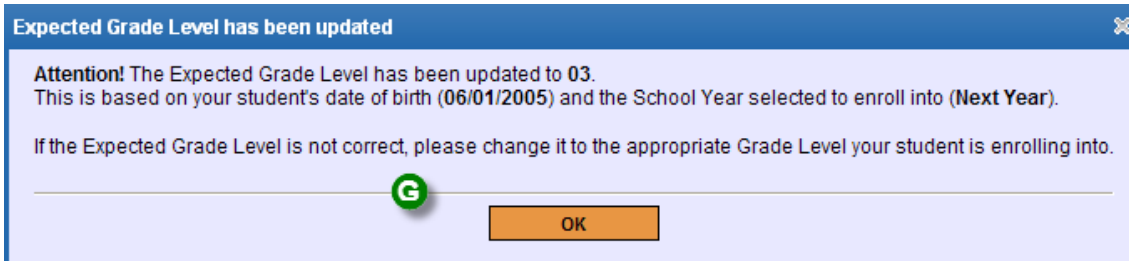 Expected Grade Level has been updated
Attention! The Expected Grade Level has been updated to 03.
This is based on your student's date of birth (06/01/2005) and the School Year selected to enroll into (Next Year).
If the Expected Grade Level is not correct, please change it to the appropriate Grade Level your student is enrolling into.
G
OK